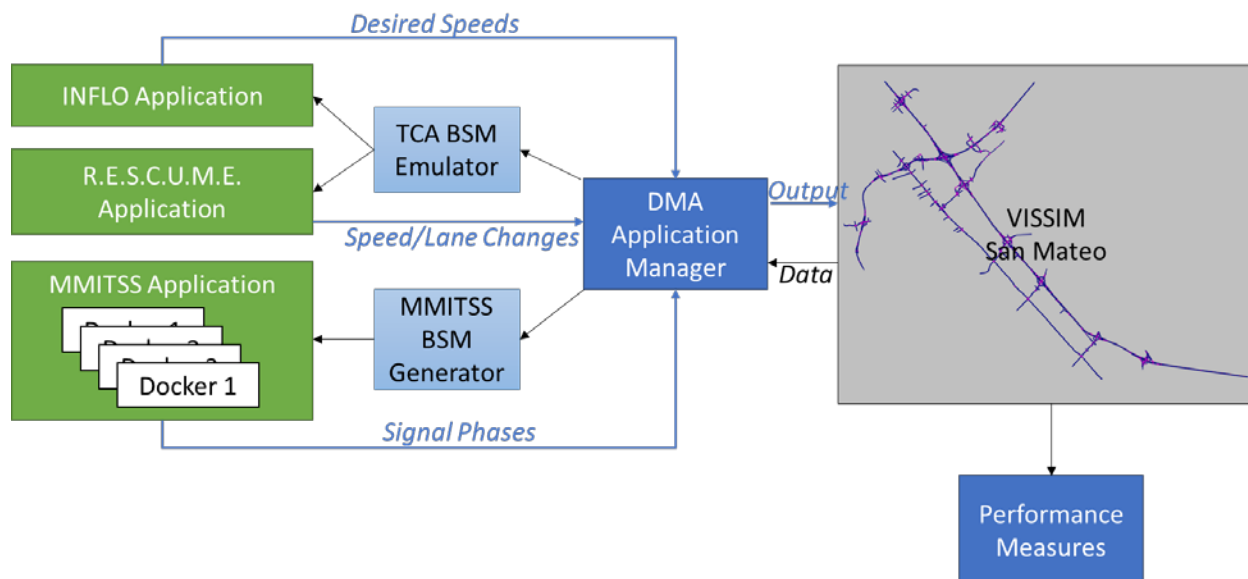 Desired Speeds
INFLO Application
TCA BSM
Emulator
R.E.S.C.U.M.E.
Application
Speed/Lane Changes
DMA
Application
Manager
Output
Data
VISSIM
San Mateo
MMITSS Application
Docker 1
MMITSS
BSM
Generator
Signal Phases
Performance
Measures